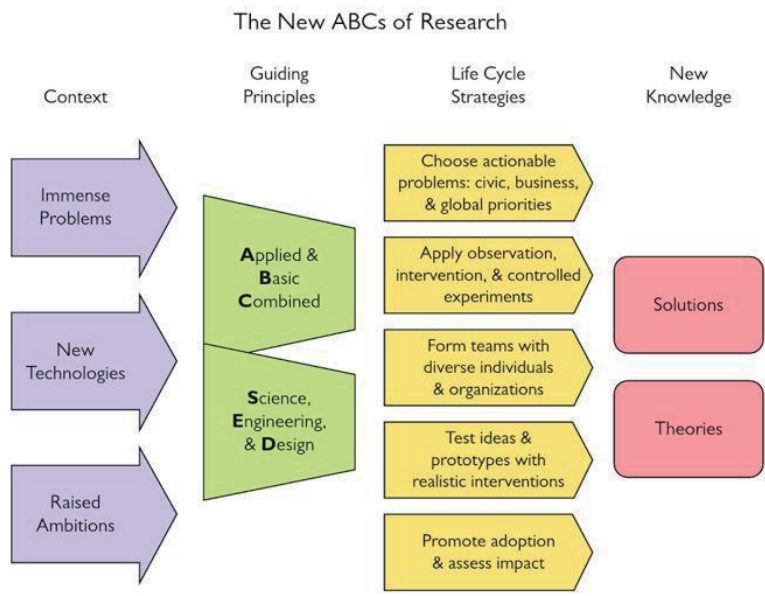 The New ABCs of Research
Context
Guiding
Principles
Life Cycle
Strategies
New
Knowledge
Immense
Problems
New
Technologies
Raised
Ambitions
Applied &
Basic
Combined
Science,
Engineering,
& Design
Choose actionable
problems: civic, business,
& global priorities
Apply observation,
intervention, & controlled
experiments
Form teams with
diverse individuals
& organizations
Test ideas &
prototypes with
realistic interventions
Promote adoption
& assess impact
Solutions
Theories